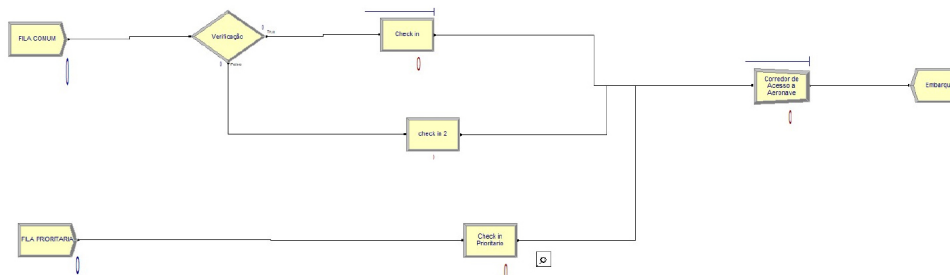 FILA COMUM
Verificação
True
False
Check in
check in 2
Corredor de
Acesso a
Aeronave
Embarqu
FILA PRIORITARIA
Check in
Prioritario